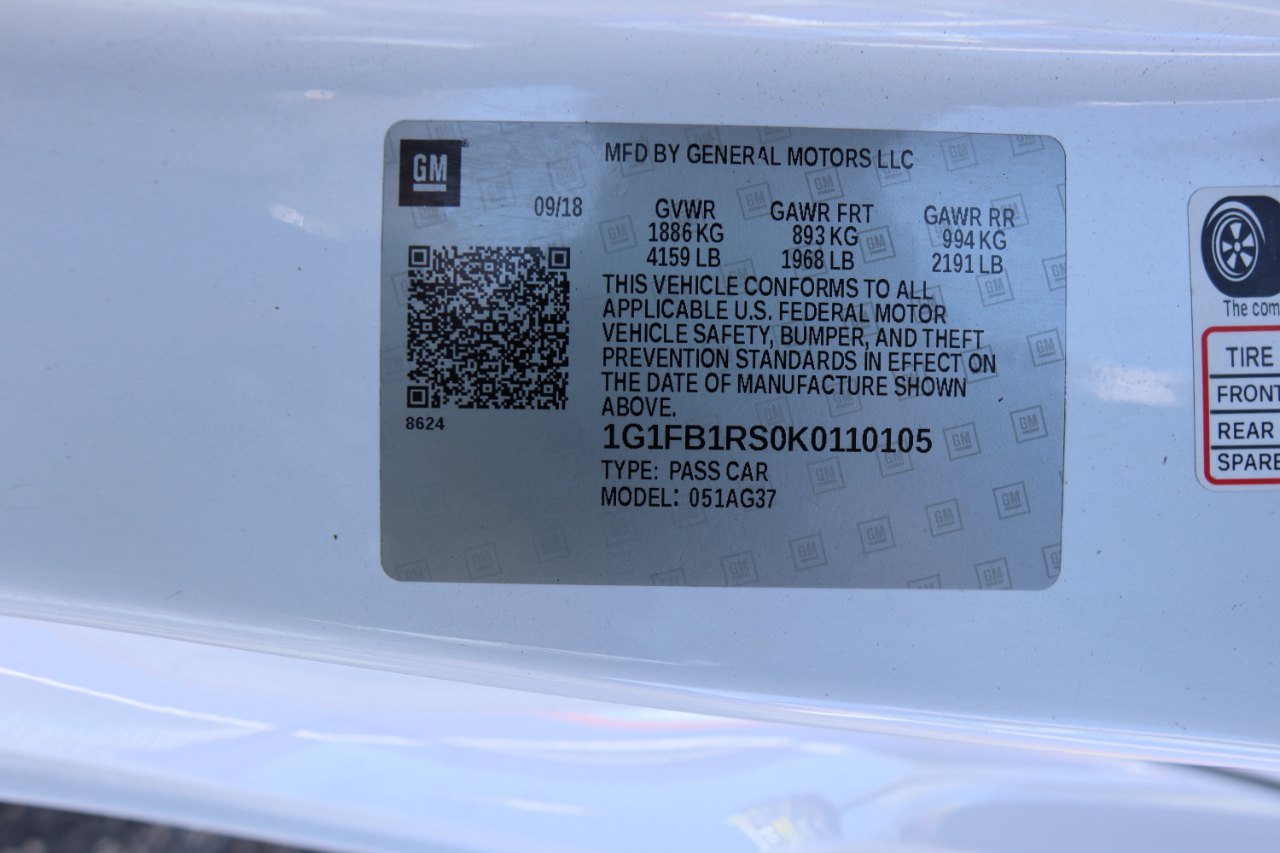 GM
MFD BY GENERAL MOTORS LLC
09/18
GVWR GAWR FRT GAWR RR
1886 KG 893 KG 994 KG
4159 LB 1968 LB 2191 LB
THIS VEHICLE CONFORMS TO ALL
APPLICABLE U.S. FEDERAL MOTOR
VEHICLE SAFETY, BUMPER, AND THEFT
PREVENTION STANDARDS IN EFFECT ON
THE DATE OF MANUFACTURE SHOWN
ABOVE.
8624
1G1FB1RS0K0110105
TYPE: PASS CAR
MODEL: 051AG37
The com
TIRE
FRONT
REAR
SPARE